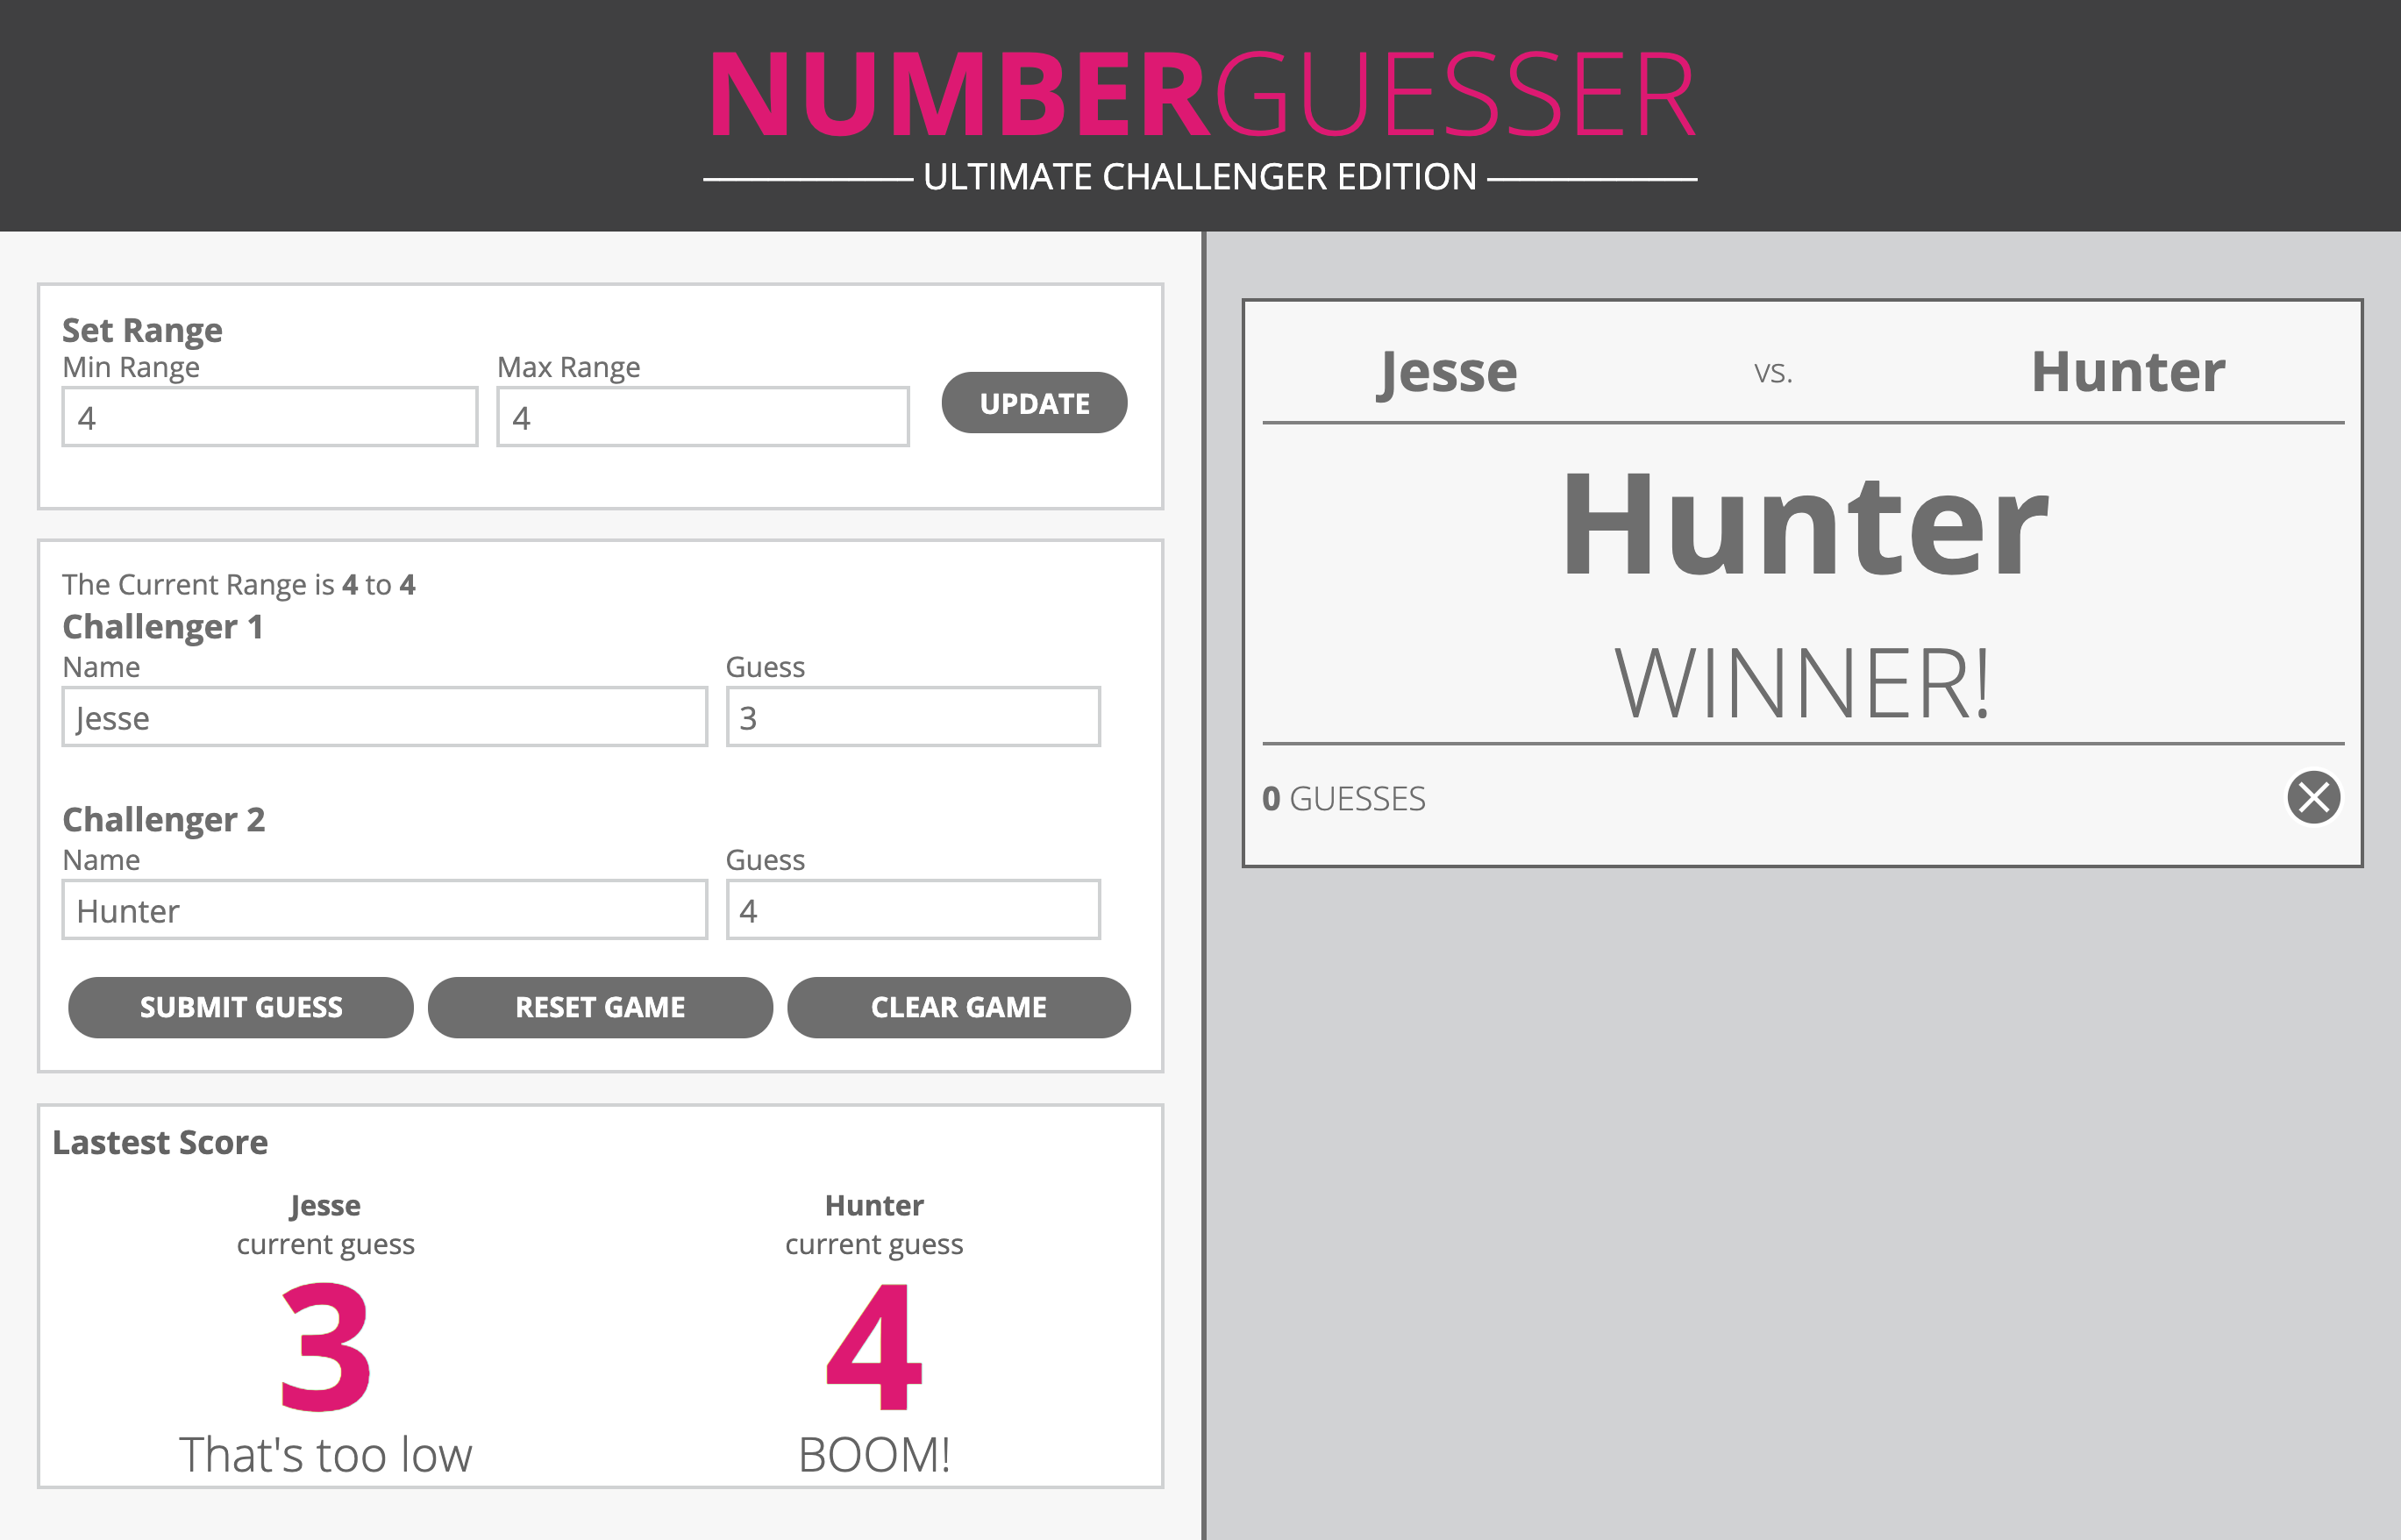 NUMBERGUESSER
ULTIMATE CHALLENGER EDITION
Set Range
Min Range Max Range
4 4 UPDATE
The Current Range is 4 to 4
Challenger 1
Name Guess
Jesse 3
Challenger 2
Name Guess
Hunter 4
SUBMIT GUESS RESET GAME CLEAR GAME
Lastest Score
Jesse Hunter
current guess current guess
3 4
That's too low BOOM!
Jesse vs. Hunter
Hunter
WINNER!
0 GUESSES